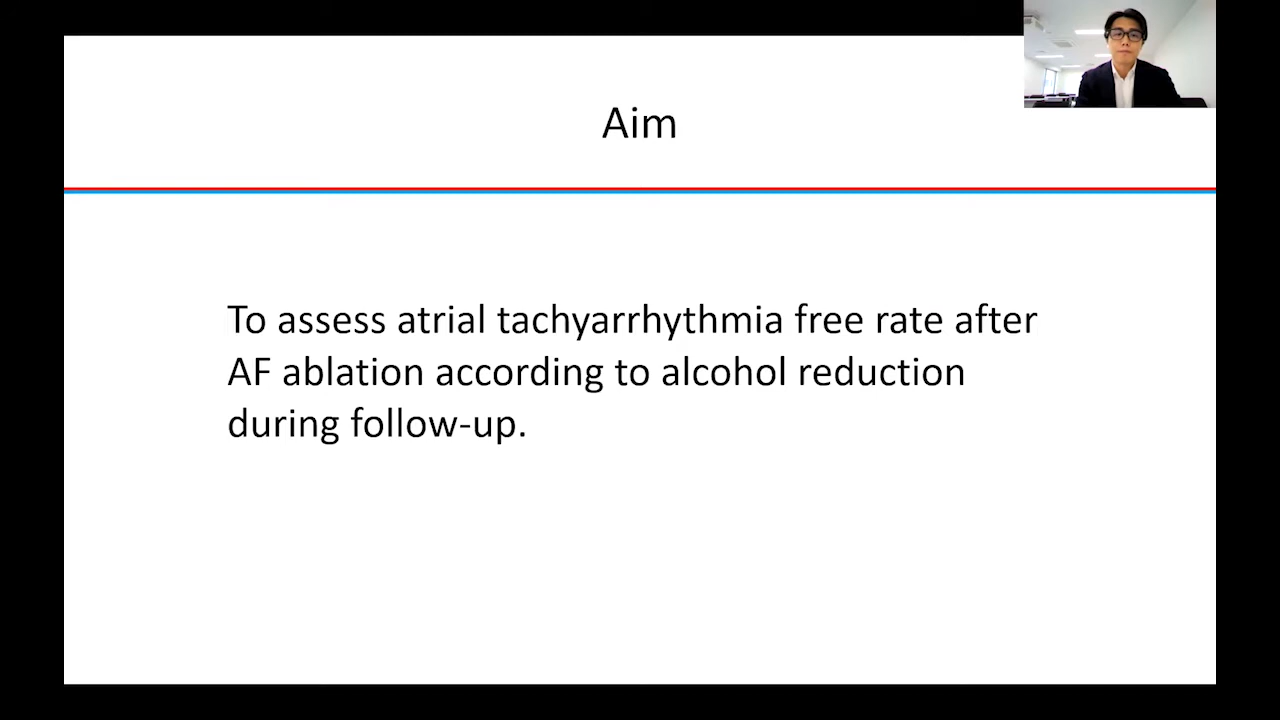 Aim
To assess atrial tachyarrhythmia free rate after
AF ablation according to alcohol reduction
during follow-up.